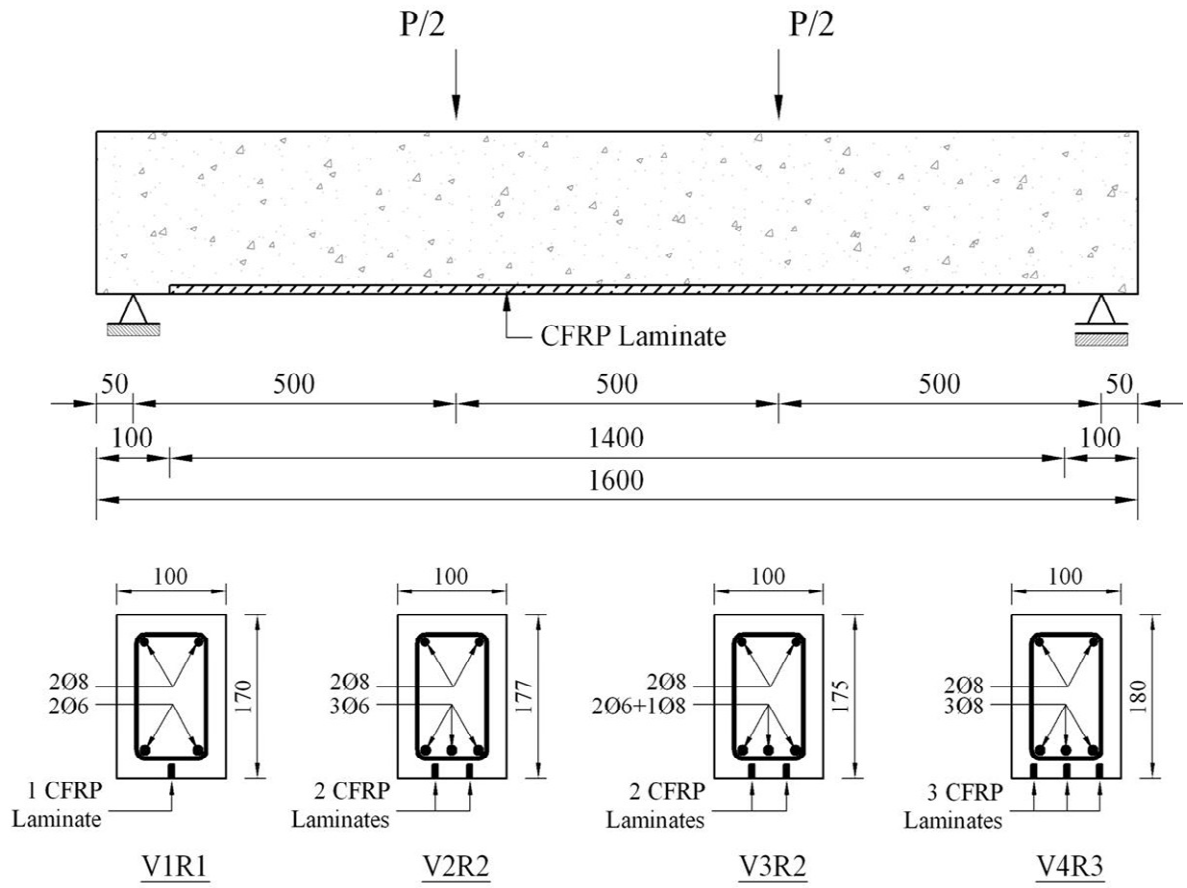 P/2
P/2
CFRP Laminate
50
500
500
500
50
100
1400
100
1600
100
100
100
100
2Ø8
2Ø6
170
2Ø8
3Ø6
177
2Ø8
2Ø6+1Ø8
175
2Ø8
3Ø8
180
1 CFRP
Laminate
2 CFRP
Laminates
2 CFRP
Laminates
3 CFRP
Laminates
V1R1
V2R2
V3R2
V4R3